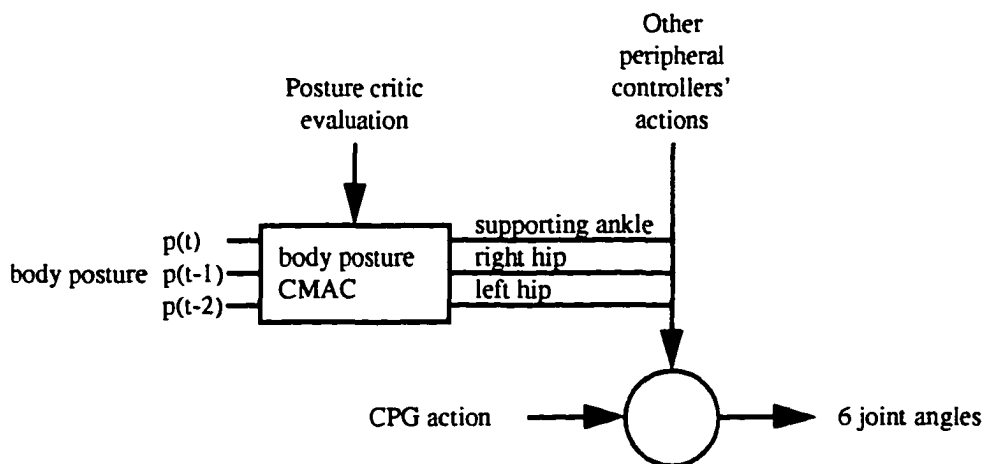 Other
peripheral
controllers'
actions
Posture critic
evaluation
body posture
p(t)
p(t-1)
p(t-2)
body posture
CMAC
supporting ankle
right hip
left hip
CPG action
6 joint angles